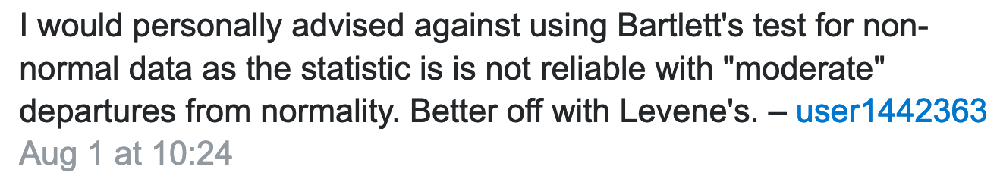 I would personally advised against using Bartlett's test for non-
normal data as the statistic is is not reliable with "moderate"
departures from normality. Better off with Levene's. – user1442363
Aug 1 at 10:24